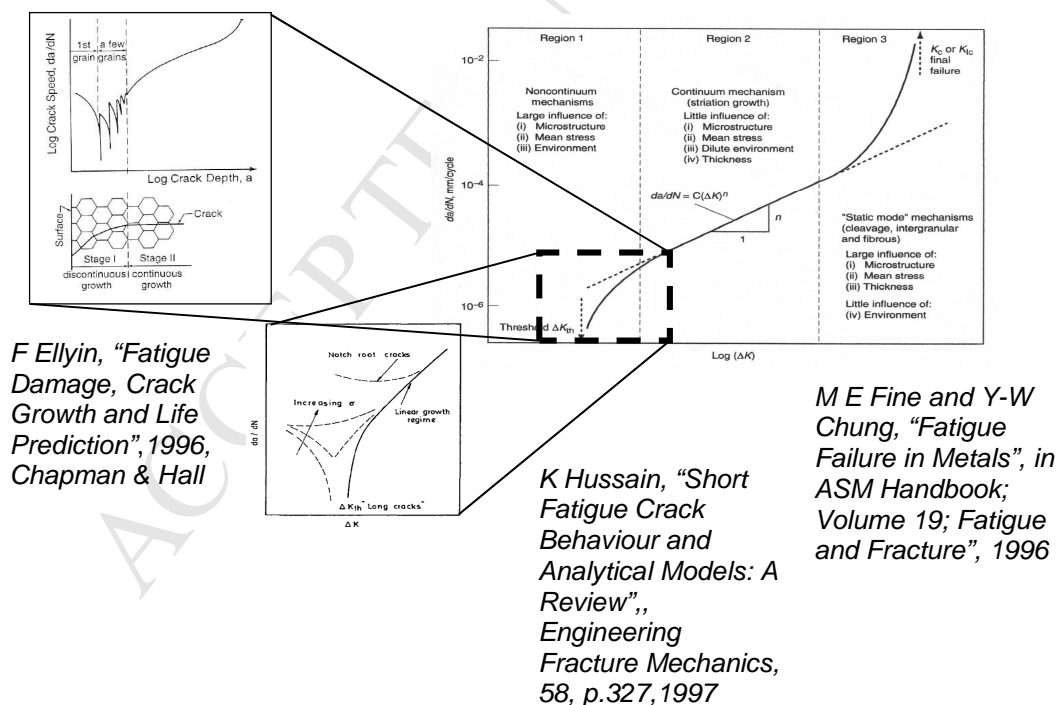 1st
grain
a few
grains
Log Crack Speed, da/dN
Log Crack Depth, a
Surface
Crack
Stage I
Stage II
discontinuous
growth
continuous
growth
Region 1
Region 2
Region 3
10-2
10-4
10-6
da/dN, mm/cycle
Noncontinuum
mechanisms
Large influence of:
(i) Microstructure
(ii) Mean stress
(iii) Environment
Continuum mechanism
(striation growth)
Little influence of:
(i) Microstructure
(ii) Mean stress
(iii) Dilute environment
(iv) Thickness
Kc or KIc
final
failure
da/dN = C(ΔK)n
n
1
"Static mode" mechanisms
(cleavage, intergranular
and fibrous)
Large influence of:
(i) Microstructure
(ii) Mean stress
(iii) Thickness
Little influence of:
(iv) Environment
Threshold ΔKth
Log (ΔK)
Notch root cracks
Increasing σ
Linear growth
regime
da / dN
ΔKth "Long cracks"
ΔK
F Ellyin, “Fatigue
Damage, Crack
Growth and Life
Prediction”,1996,
Chapman & Hall
K Hussain, “Short
Fatigue Crack
Behaviour and
Analytical Models: A
Review”,,
Engineering
Fracture Mechanics,
58, p.327,1997
M E Fine and Y-W
Chung, “Fatigue
Failure in Metals”, in
ASM Handbook;
Volume 19; Fatigue
and Fracture”, 1996
ACCEPT